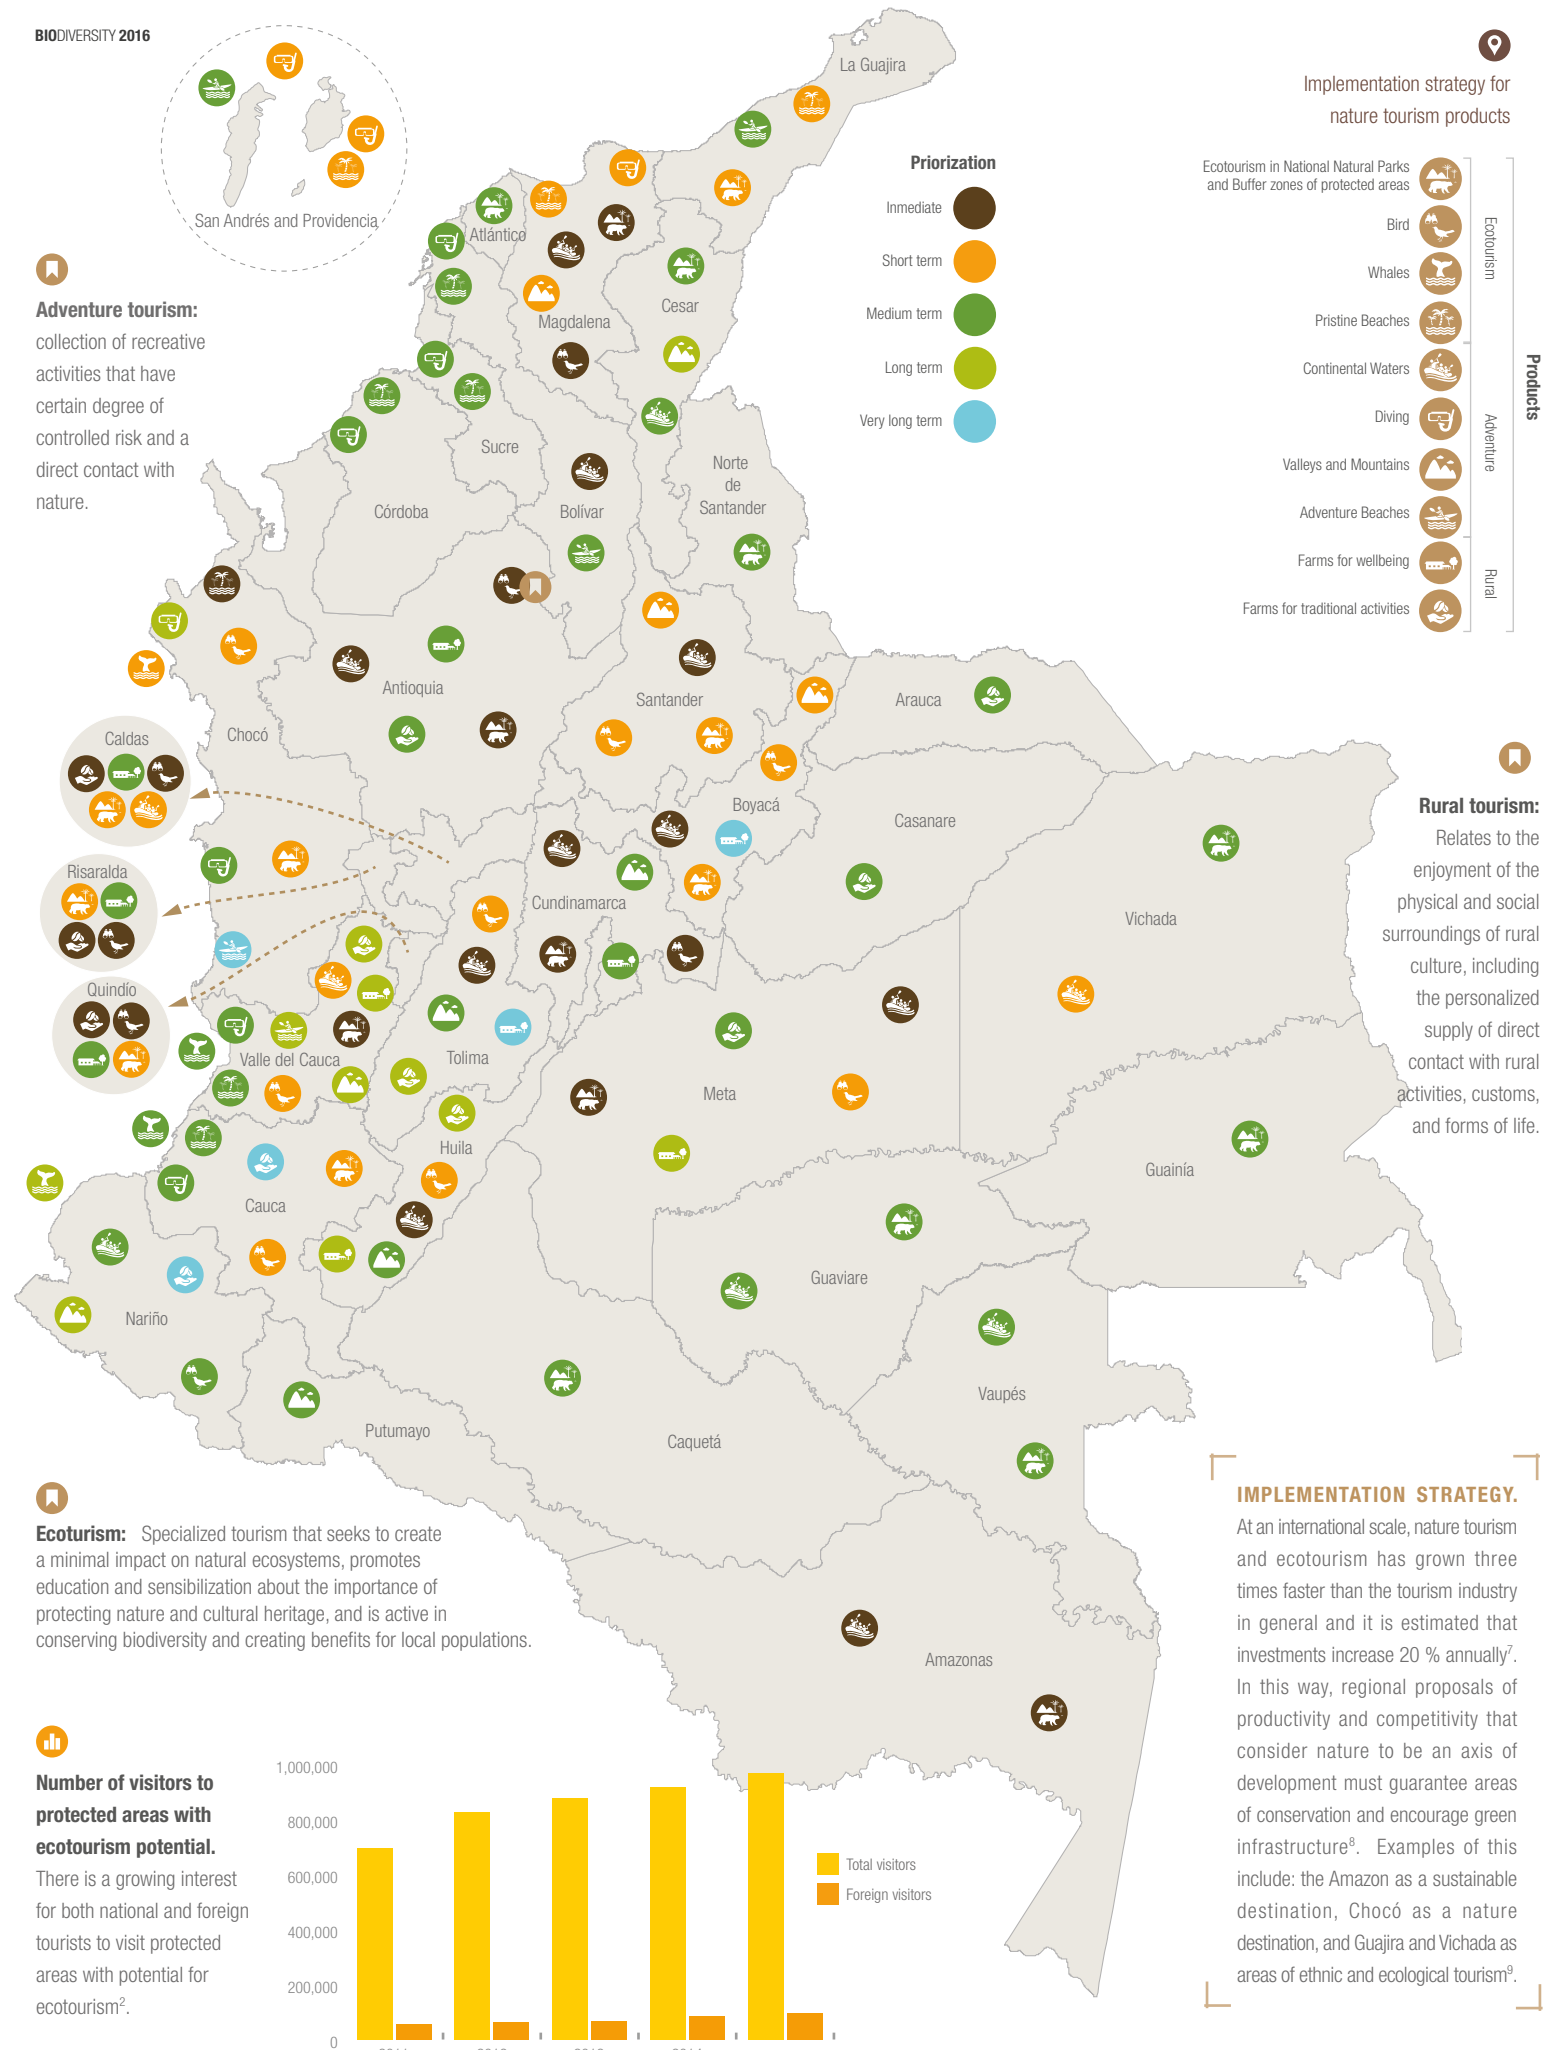 BIODIVERSITY 2016
San Andrés and Providencia
Adventure tourism:
collection of recreative
activities that have
certain degree of
controlled risk and a
direct contact with
nature.
Implementation strategy for
nature tourism products
Priorization
Inmediate
Short term
Medium term
Long term
Very long term
Ecotourism in National Natural Parks
and Buffer zones of protected areas
Bird
Whales
Pristine Beaches
Continental Waters
Diving
Valleys and Mountains
Adventure Beaches
Farms for wellbeing
Farms for traditional activities
Ecotourism
Adventure
Rural
Products
La Guajira
Atlántico
Magdalena
Cesar
Sucre
Córdoba
Bolívar
Norte
de
Santander
Antioquia
Santander
Arauca
Chocó
Caldas
Boyacá
Casanare
Risaralda
Cundinamarca
Vichada
Quindío
Valle del Cauca
Tolima
Meta
Huila
Guainía
Cauca
Guaviare
Nariño
Vaupés
Putumayo
Caquetá
Amazonas
Rural tourism:
Relates to the
enjoyment of the
physical and social
surroundings of rural
culture, including
the personalized
supply of direct
contact with rural
activities, customs,
and forms of life.
Ecoturism: Specialized tourism that seeks to create
a minimal impact on natural ecosystems, promotes
education and sensibilization about the importance of
protecting nature and cultural heritage, and is active in
conserving biodiversity and creating benefits for local populations.
IMPLEMENTATION STRATEGY.
At an international scale, nature tourism
and ecotourism has grown three
times faster than the tourism industry
in general and it is estimated that
investments increase 20 % annually7.
In this way, regional proposals of
productivity and competitivity that
consider nature to be an axis of
development must guarantee areas
of conservation and encourage green
infrastructure8. Examples of this
include: the Amazon as a sustainable
destination, Chocó as a nature
destination, and Guajira and Vichada as
areas of ethnic and ecological tourism9.
Number of visitors to
protected areas with
ecotourism potential.
There is a growing interest
for both national and foreign
tourists to visit protected
areas with potential for
ecotourism2.
1,000,000
800,000
600,000
400,000
200,000
0
Total visitors
Foreign visitors